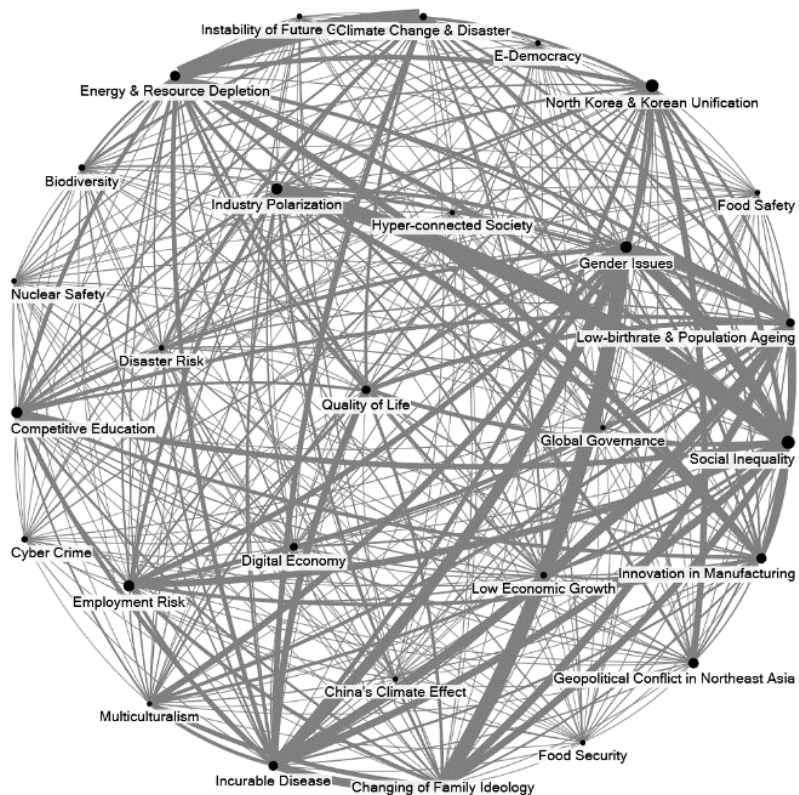 Instability of Future
Climate Change & Disaster
E-Democracy
Energy & Resource Depletion
North Korea & Korean Unification
Biodiversity
Industry Polarization
Food Safety
Hyper-connected Society
Gender Issues
Nuclear Safety
Low-birthrate & Population Ageing
Disaster Risk
Quality of Life
Competitive Education
Global Governance
Social Inequality
Cyber Crime
Digital Economy
Innovation in Manufacturing
Low Economic Growth
Employment Risk
Geopolitical Conflict in Northeast Asia
China's Climate Effect
Multiculturalism
Food Security
Incurable Disease
Changing of Family Ideology